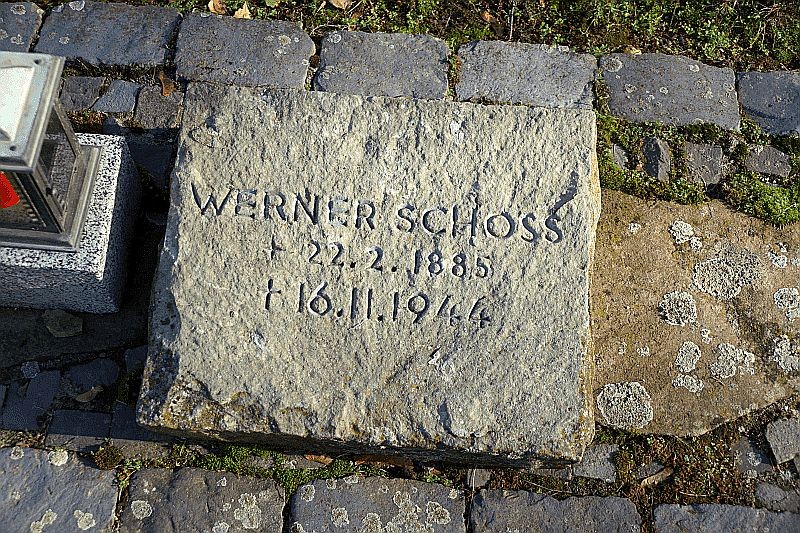 WERNER SCHOSS
+ 22.2.1885
† 16.11.1944